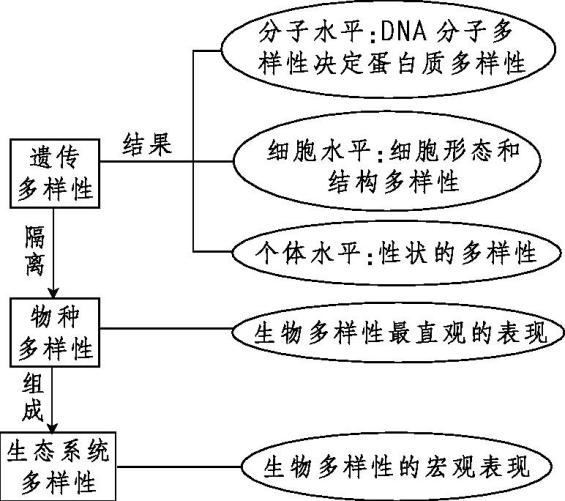 分子水平:DNA分子多
样性决定蛋白质多样性
遗传
多样性
结果
细胞水平:细胞形态和
结构多样性
个体水平:性状的多样性
隔离
物种
多样性
生物多样性最直观的表现
组成
生态系统
多样性
生物多样性的宏观表现